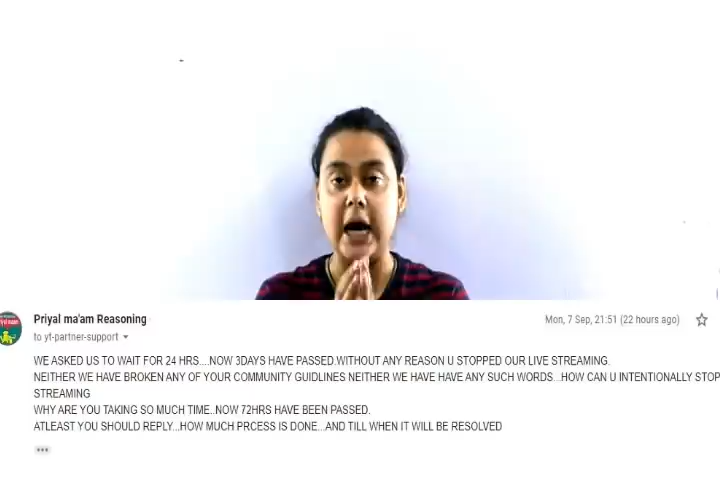 Priyal ma'am Reasoning
Mon, 7 Sep, 21:51 (22 hours ago)
to yt-partner-support
WE ASKED US TO WAIT FOR 24 HRS....NOW 3DAYS HAVE PASSED.WITHOUT ANY REASON U STOPPED OUR LIVE STREAMING.
NEITHER WE HAVE BROKEN ANY OF YOUR COMMUNITY GUIDLINES NEITHER WE HAVE HAVE ANY SUCH WORDS...HOW CAN U INTENTIONALLY STOP
STREAMING
WHY ARE YOU TAKING SO MUCH TIME..NOW 72HRS HAVE BEEN PASSED.
ATLEAST YOU SHOULD REPLY...HOW MUCH PRCESS IS DONE...AND TILL WHEN IT WILL BE RESOLVED